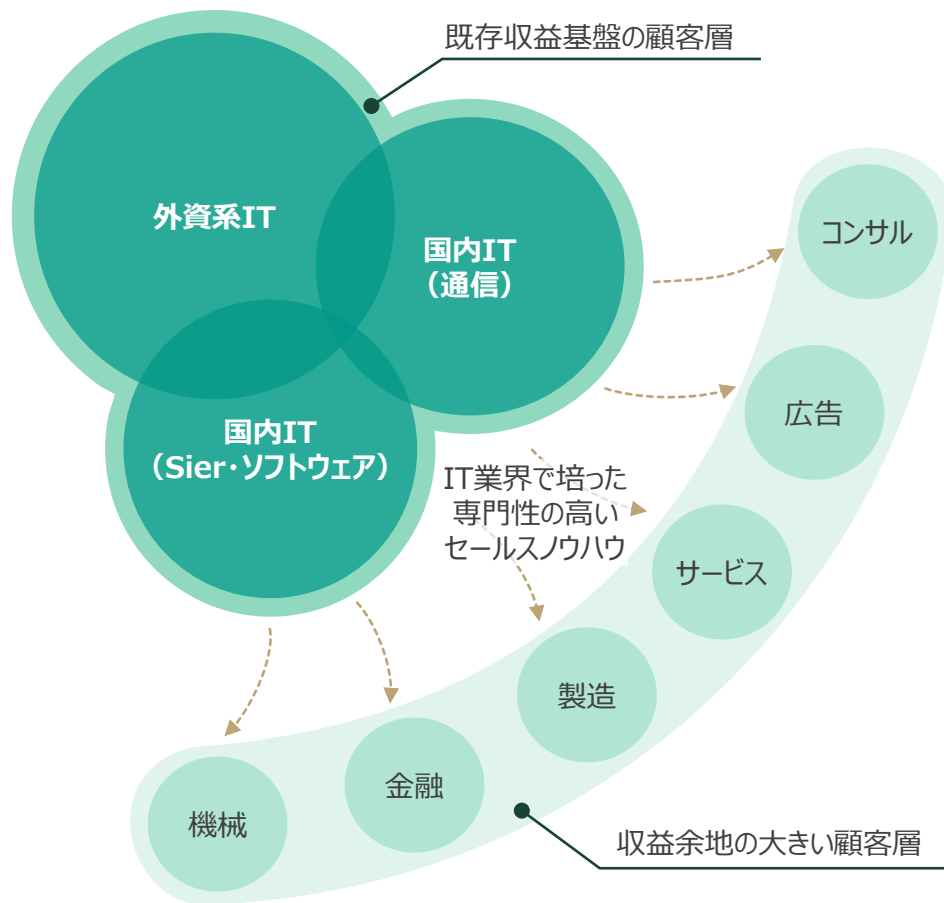 既存収益基盤の顧客層
外資系IT
国内IT
（通信）
国内IT
（Sier・ソフトウェア）
IT業界で培った
専門性の高い
セールスノウハウ
コンサル
広告
サービス
製造
金融
機械
収益余地の大きい顧客層